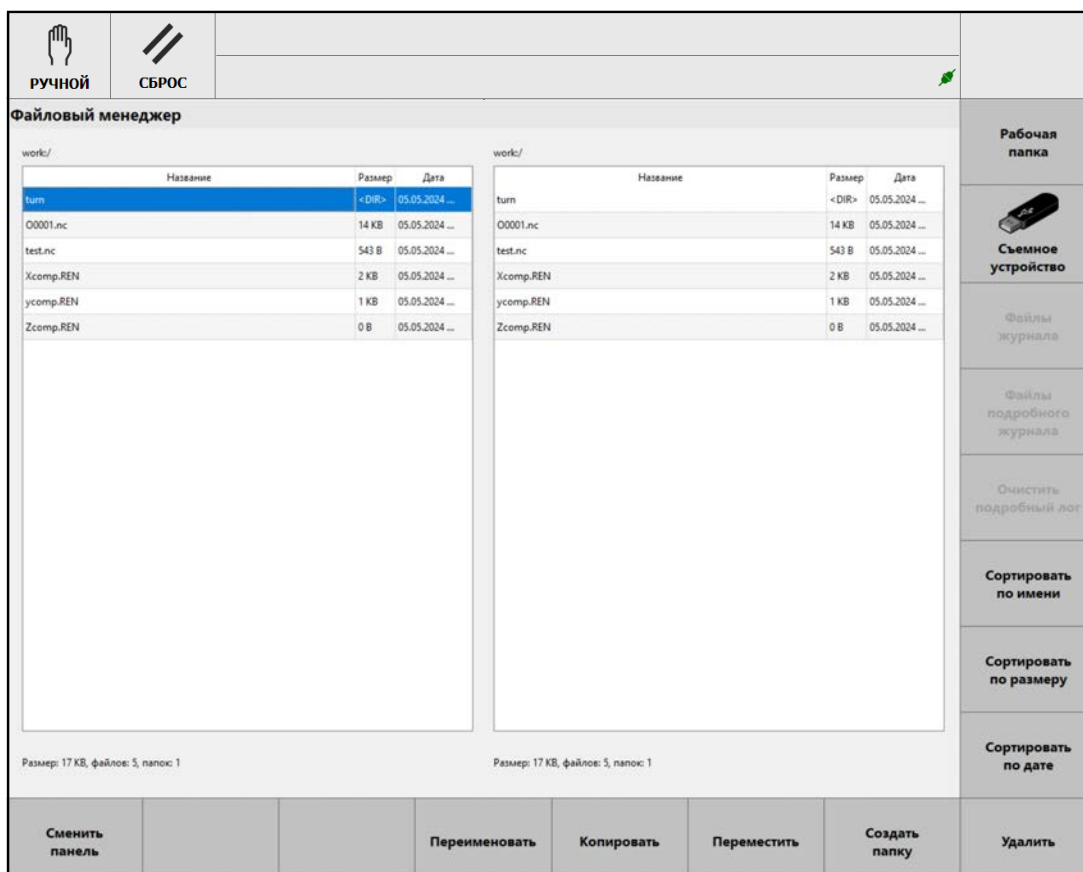 РУЧНОЙ
СБРОС
Файловый менеджер
work:/
Название Размер Дата
turn <DIR> 05.05.2024 ...
O0001.nc 14 KB 05.05.2024 ...
test.nc 543 B 05.05.2024 ...
Xcomp.REN 2 KB 05.05.2024 ...
ycomp.REN 1 KB 05.05.2024 ...
Zcomp.REN 0 B 05.05.2024 ...
Размер: 17 KB, файлов: 5, папок: 1
work:/
Название Размер Дата
turn <DIR> 05.05.2024 ...
O0001.nc 14 KB 05.05.2024 ...
test.nc 543 B 05.05.2024 ...
Xcomp.REN 2 KB 05.05.2024 ...
ycomp.REN 1 KB 05.05.2024 ...
Zcomp.REN 0 B 05.05.2024 ...
Размер: 17 KB, файлов: 5, папок: 1
Рабочая
папка
Съемное
устройство
Файлы
журнала
Файлы
подробного
журнала
Очистить
подробный лог
Сортировать
по имени
Сортировать
по размеру
Сортировать
по дате
Сменить
панель
Переименовать
Копировать
Переместить
Создать
папку
Удалить